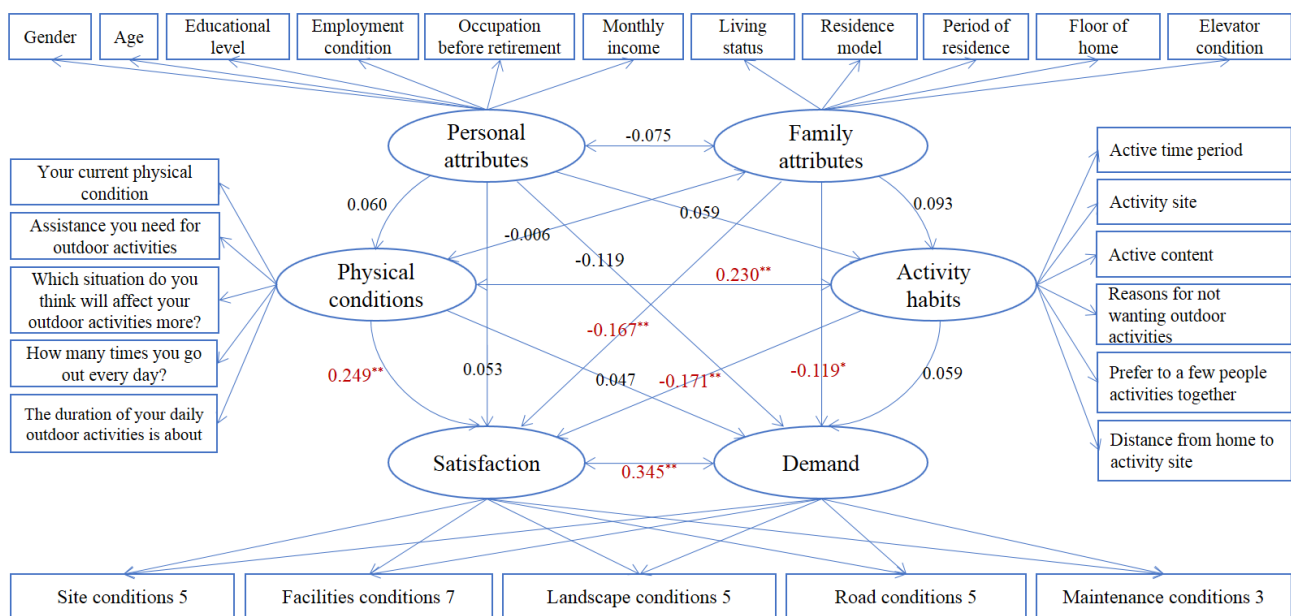 Gender
Age
Educational
level
Employment
condition
Occupation
before retirement
Monthly
income
Living
status
Residence
model
Period of
residence
Floor of
home
Elevator
condition
Personal
attributes
-0.075
Family
attributes
Your current physical
condition
Assistance you need for
outdoor activities
Which situation do you
think will affect your
outdoor activities more?
How many times you go
out every day?
The duration of your daily
outdoor activities is about
Active time period
Activity site
Active content
Reasons for not
wanting outdoor
activities
Prefer to a few people
activities together
Distance from home to
activity site
0.060
0.059
0.093
-0.006
-0.119
Physical
conditions
0.230**
Activity
habits
-0.167**
0.249**
0.053
0.047
-0.171**
-0.119*
0.059
Satisfaction
0.345**
Demand
Site conditions 5
Facilities conditions 7
Landscape conditions 5
Road conditions 5
Maintenance conditions 3